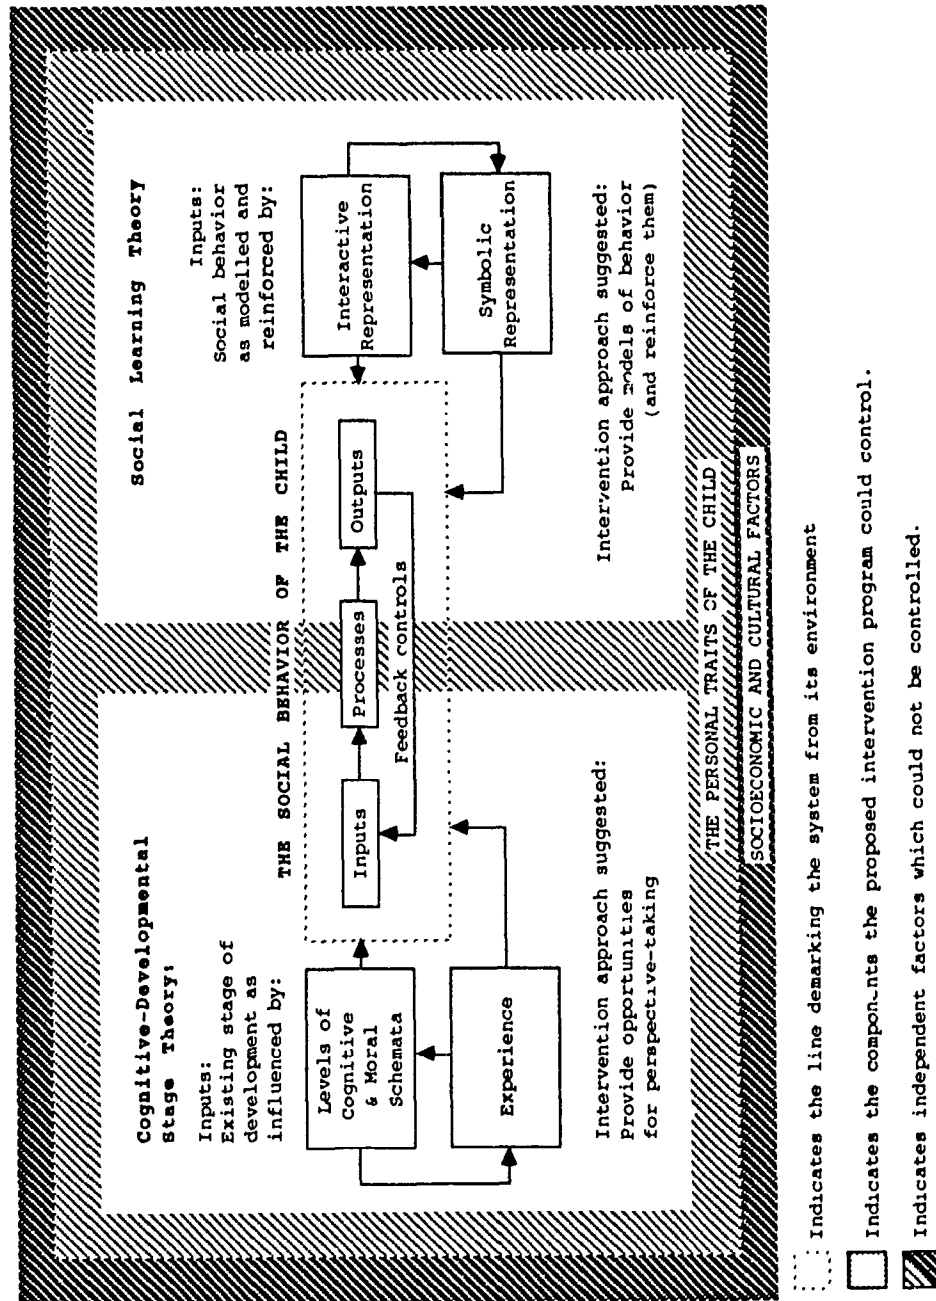 Cognitive-Developmental
Stage Theory:
Inputs:
Existing stage of
development as
influenced by:
Levels of
Cognitive
& Moral
Schemata
Experience
Intervention approach suggested:
Provide opportunities
for perspective-taking
THE SOCIAL BEHAVIOR OF THE CHILD
Inputs
Processes
Outputs
Feedback controls
Social Learning Theory
Inputs:
Social behavior
as modelled and
reinforced by:
Interactive
Representation
Symbolic
Representation
Intervention approach suggested:
Provide models of behavior
(and reinforce them)
THE PERSONAL TRAITS OF THE CHILD
SOCIOECONOMIC AND CULTURAL FACTORS
Indicates the line demarking the system from its environment
Indicates the components the proposed intervention program could control.
Indicates independent factors which could not be controlled.